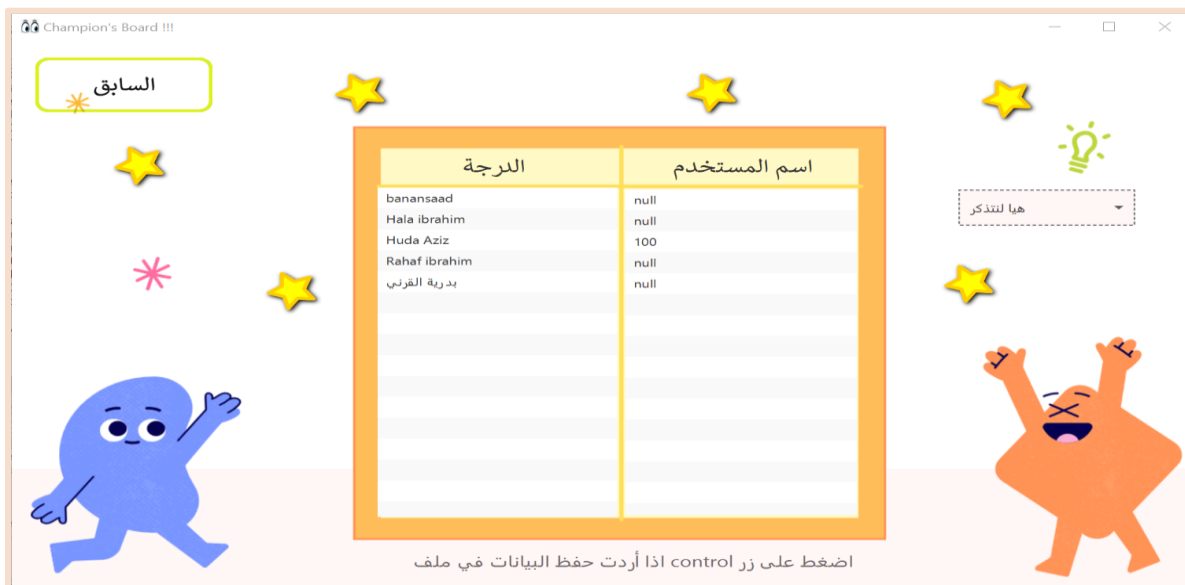 Champion's Board !!!
السابق
اسم المستخدم
الدرجة
هيا لنتذكر
banansaad null
Hala ibrahim null
Huda Aziz 100
Rahaf ibrahim null
بدرية القرني null
اضغط على زر control اذا أردت حفظ البيانات في ملف